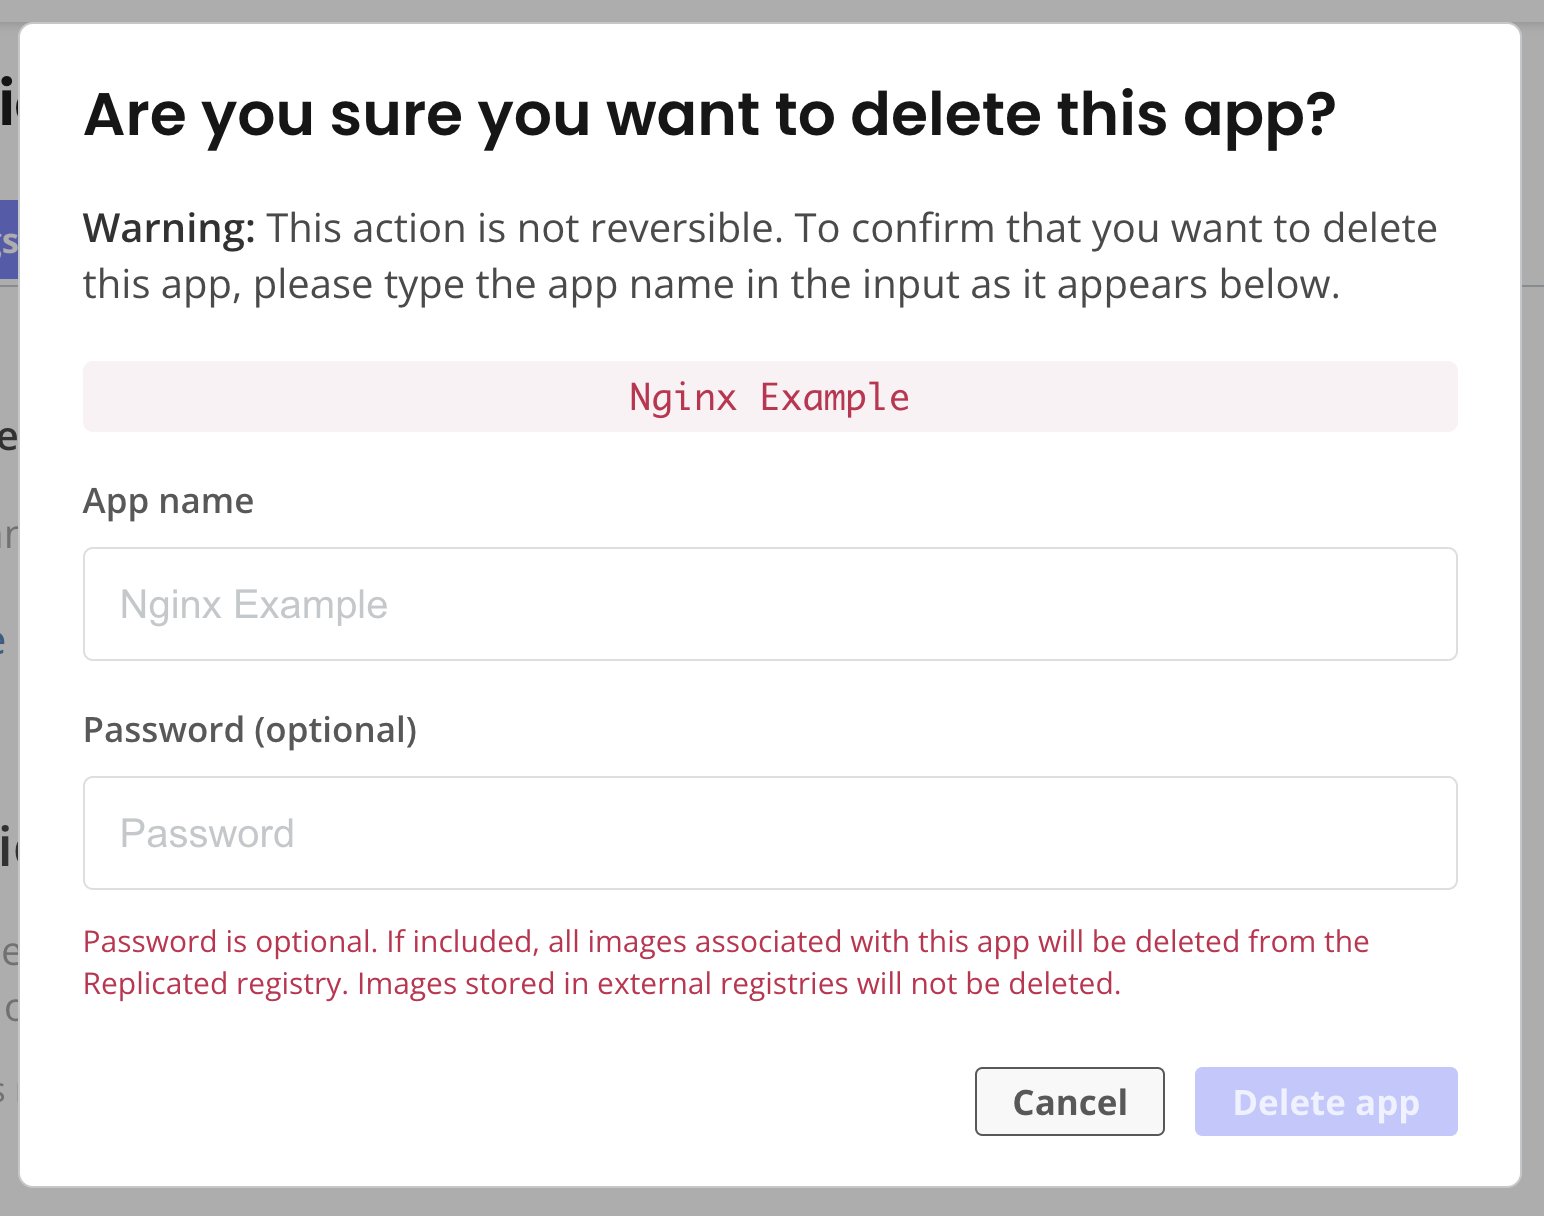 Are you sure you want to delete this app?
Warning: This action is not reversible. To confirm that you want to delete
this app, please type the app name in the input as it appears below.
Nginx Example
App name
Nginx Example
Password (optional)
Password
Password is optional. If included, all images associated with this app will be deleted from the
Replicated registry. Images stored in external registries will not be deleted.
Cancel
Delete app